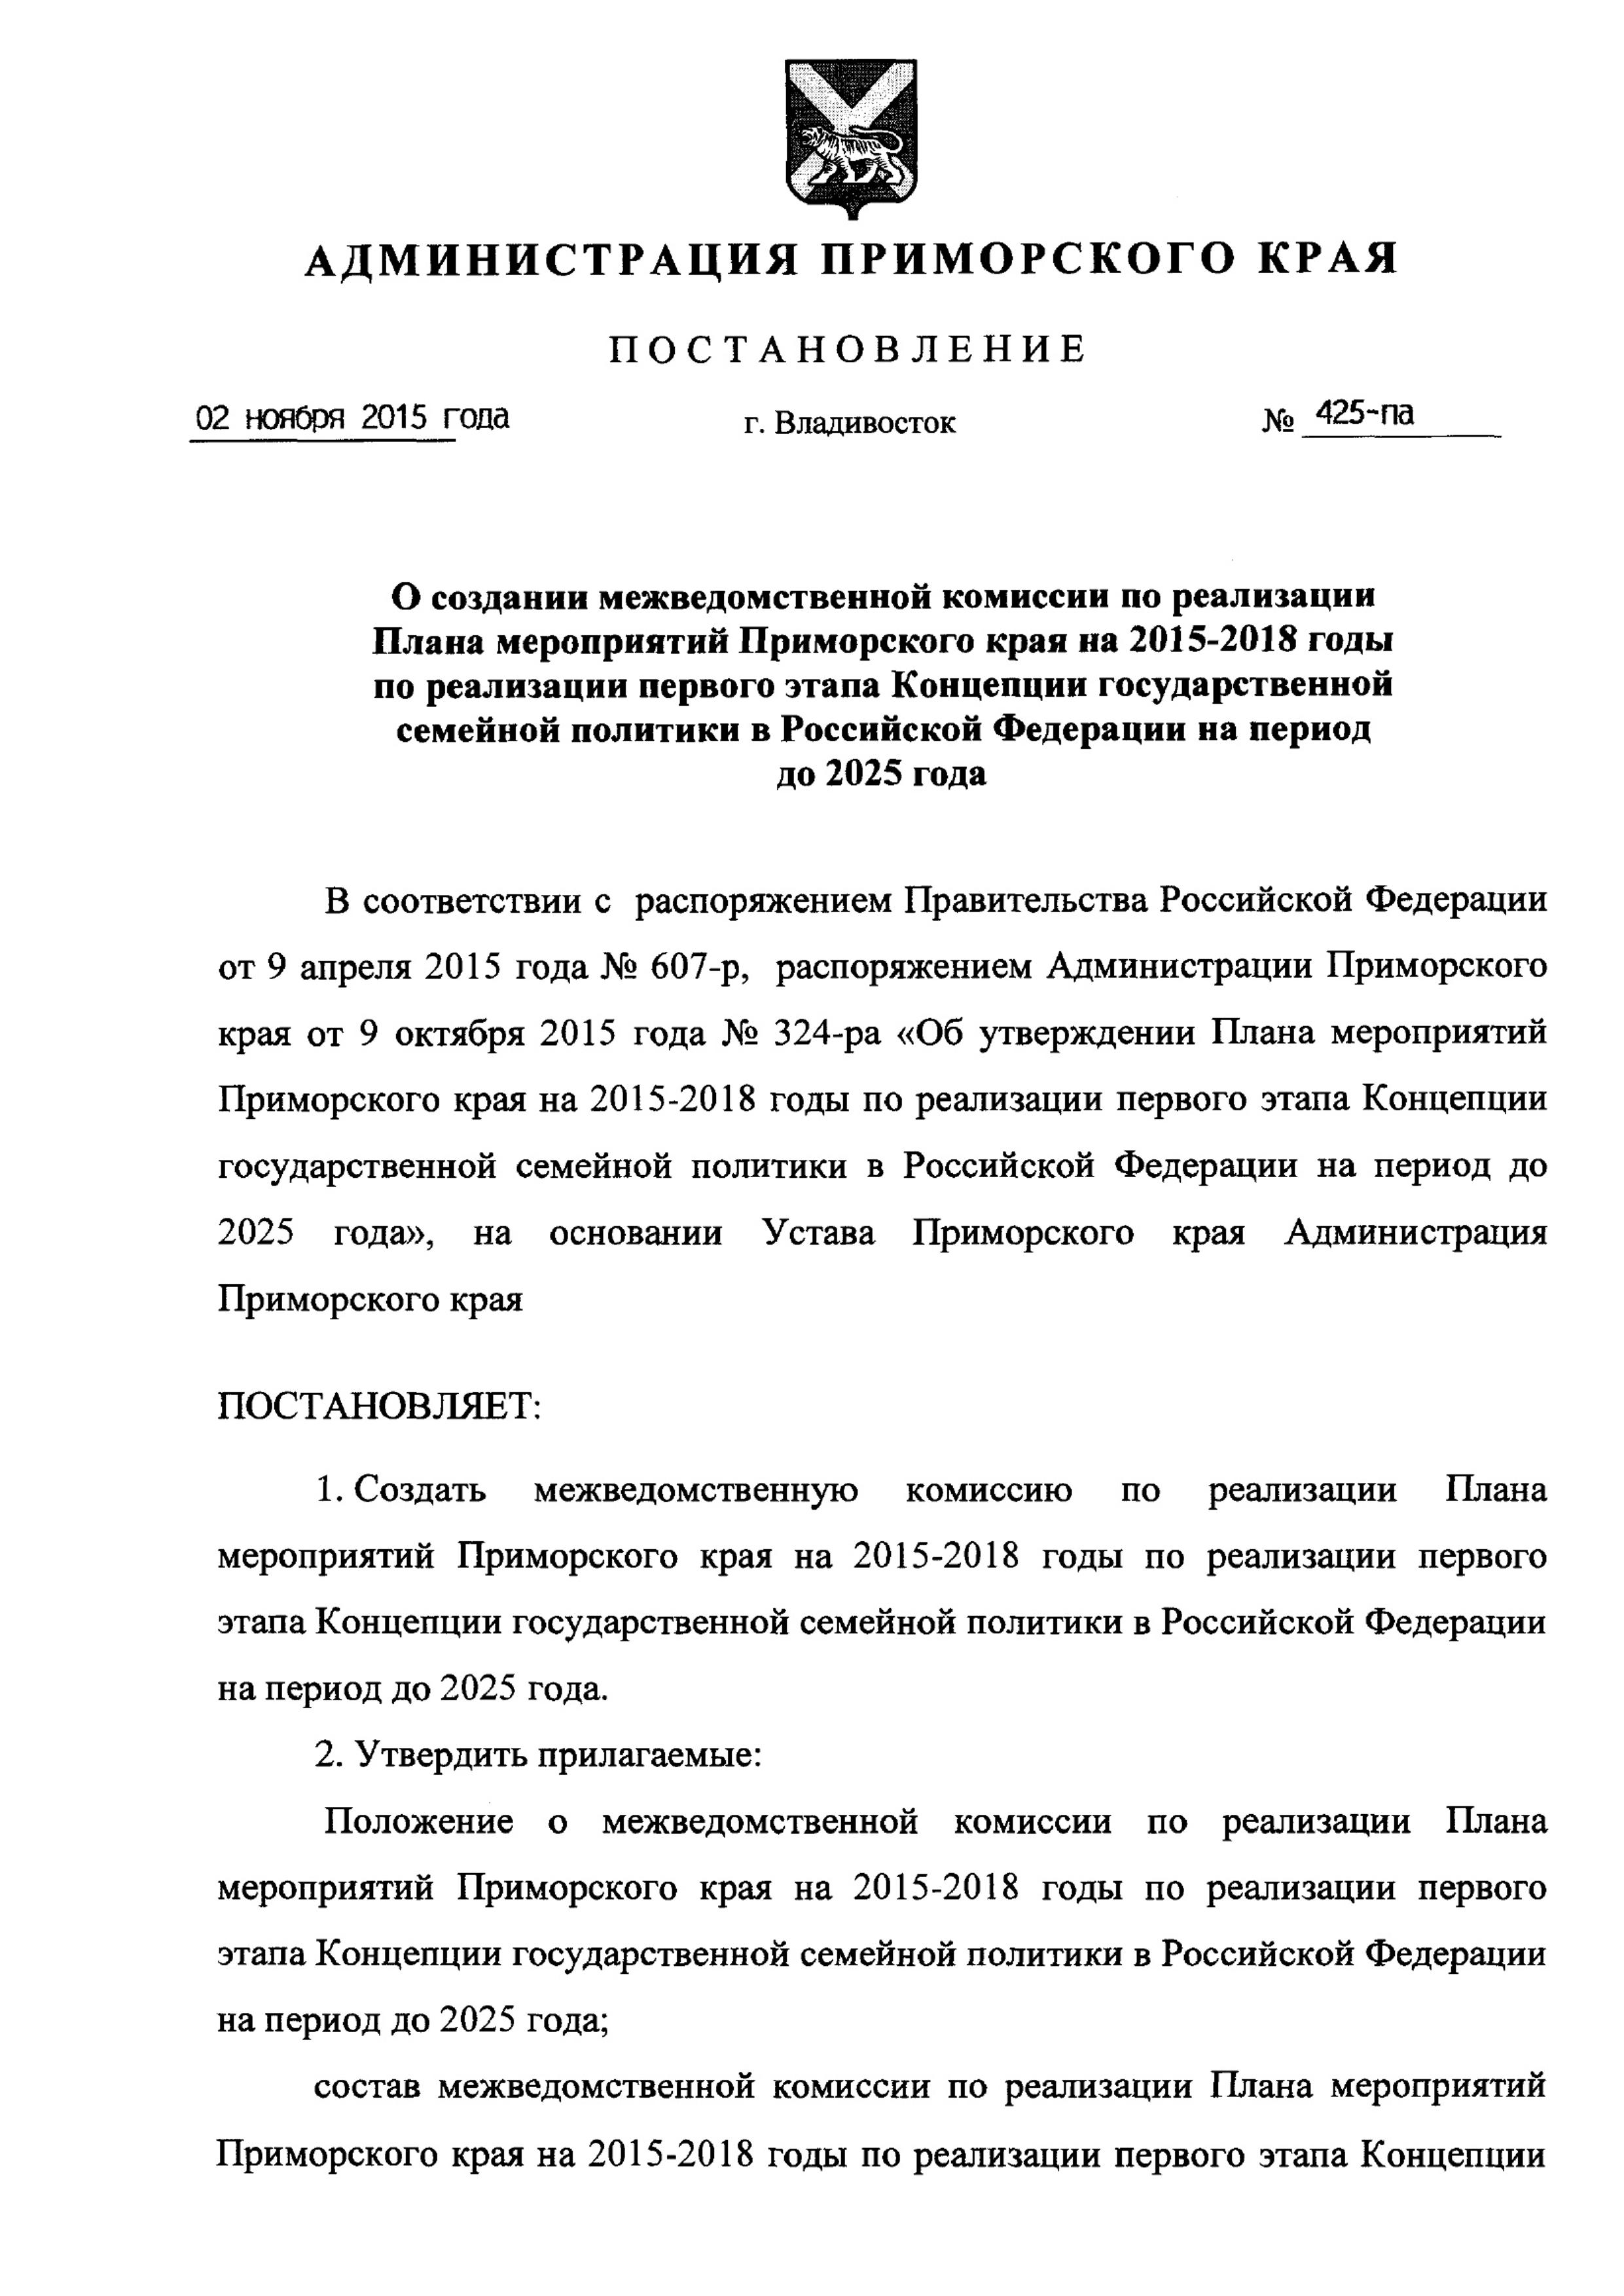 АДМИНИСТРАЦИЯ ПРИМОРСКОГО КРАЯ
ПОСТАНОВЛЕНИЕ
02 ноября 2015 года г. Владивосток № 425-па
О создании межведомственной комиссии по реализации
Плана мероприятий Приморского края на 2015-2018 годы
по реализации первого этапа Концепции государственной
семейной политики в Российской Федерации на период
до 2025 года
В соответствии с распоряжением Правительства Российской Федерации
от 9 апреля 2015 года № 607-р, распоряжением Администрации Приморского
края от 9 октября 2015 года № 324-ра «Об утверждении Плана мероприятий
Приморского края на 2015-2018 годы по реализации первого этапа Концепции
государственной семейной политики в Российской Федерации на период до
2025 года», на основании Устава Приморского края Администрация
Приморского края
ПОСТАНОВЛЯЕТ:
1. Создать межведомственную комиссию по реализации Плана
мероприятий Приморского края на 2015-2018 годы по реализации первого
этапа Концепции государственной семейной политики в Российской Федерации
на период до 2025 года.
2. Утвердить прилагаемые:
Положение о межведомственной комиссии по реализации Плана
мероприятий Приморского края на 2015-2018 годы по реализации первого
этапа Концепции государственной семейной политики в Российской Федерации
на период до 2025 года;
состав межведомственной комиссии по реализации Плана мероприятий
Приморского края на 2015-2018 годы по реализации первого этапа Концепции